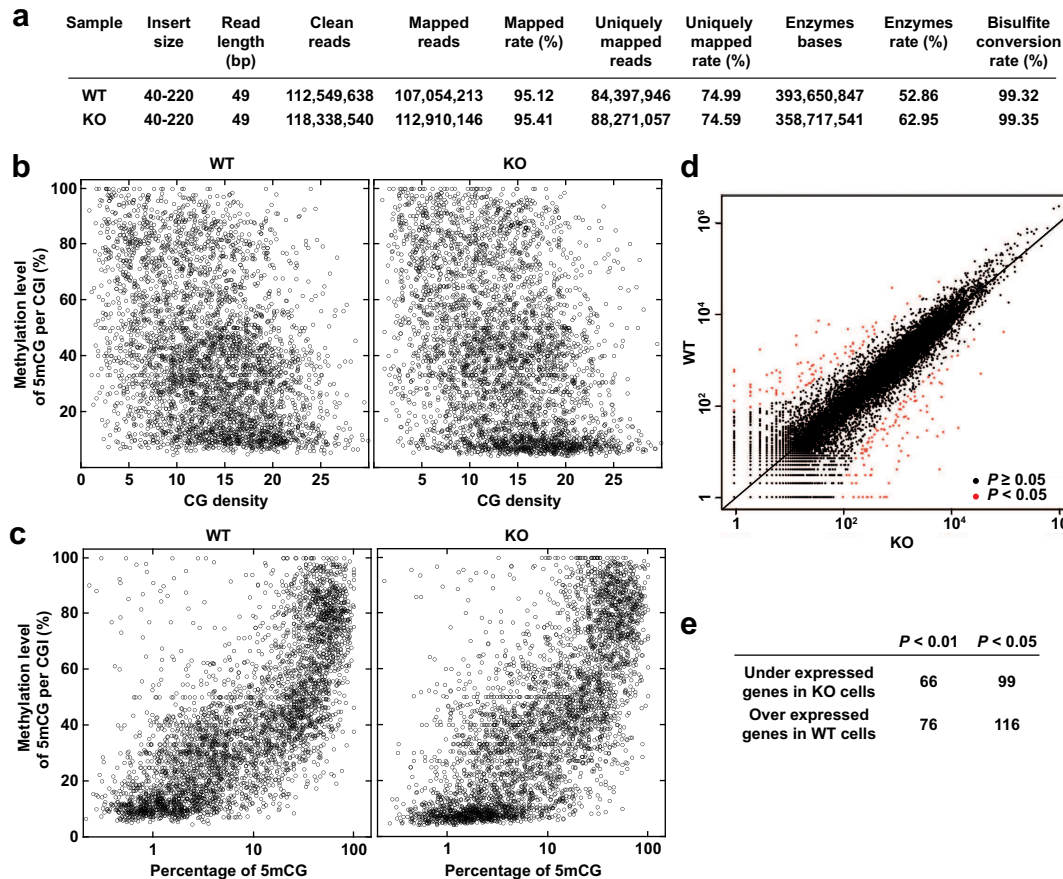 a
Sample Insert size Read length (bp) Clean reads Mapped reads Mapped rate (%) Uniquely mapped reads Uniquely mapped rate (%) Enzymes bases Enzymes rate (%) Bisulfite conversion rate (%)
WT 40-220 49 112,549,638 107,054,213 95.12 84,397,946 74.99 393,650,847 52.86 99.32
KO 40-220 49 118,338,540 112,910,146 95.41 88,271,057 74.59 358,717,541 62.95 99.35
b
WT KO
Methylation level
of 5mCG per CGI (%)
100
80
60
40
20
5 10 15 20 25 5 10 15 20 25
CG density CG density
c
WT KO
Methylation level
of 5mCG per CGI (%)
100
80
60
40
20
0
1 10 100 1 10 100
Percentage of 5mCG Percentage of 5mCG
d
WT
10⁶
10⁴
10²
1
P ≥ 0.05
P < 0.05
1 10² 10⁴ 10
KO
e
P < 0.01 P < 0.05
Under expressed
genes in KO cells 66 99
Over expressed
genes in WT cells 76 116